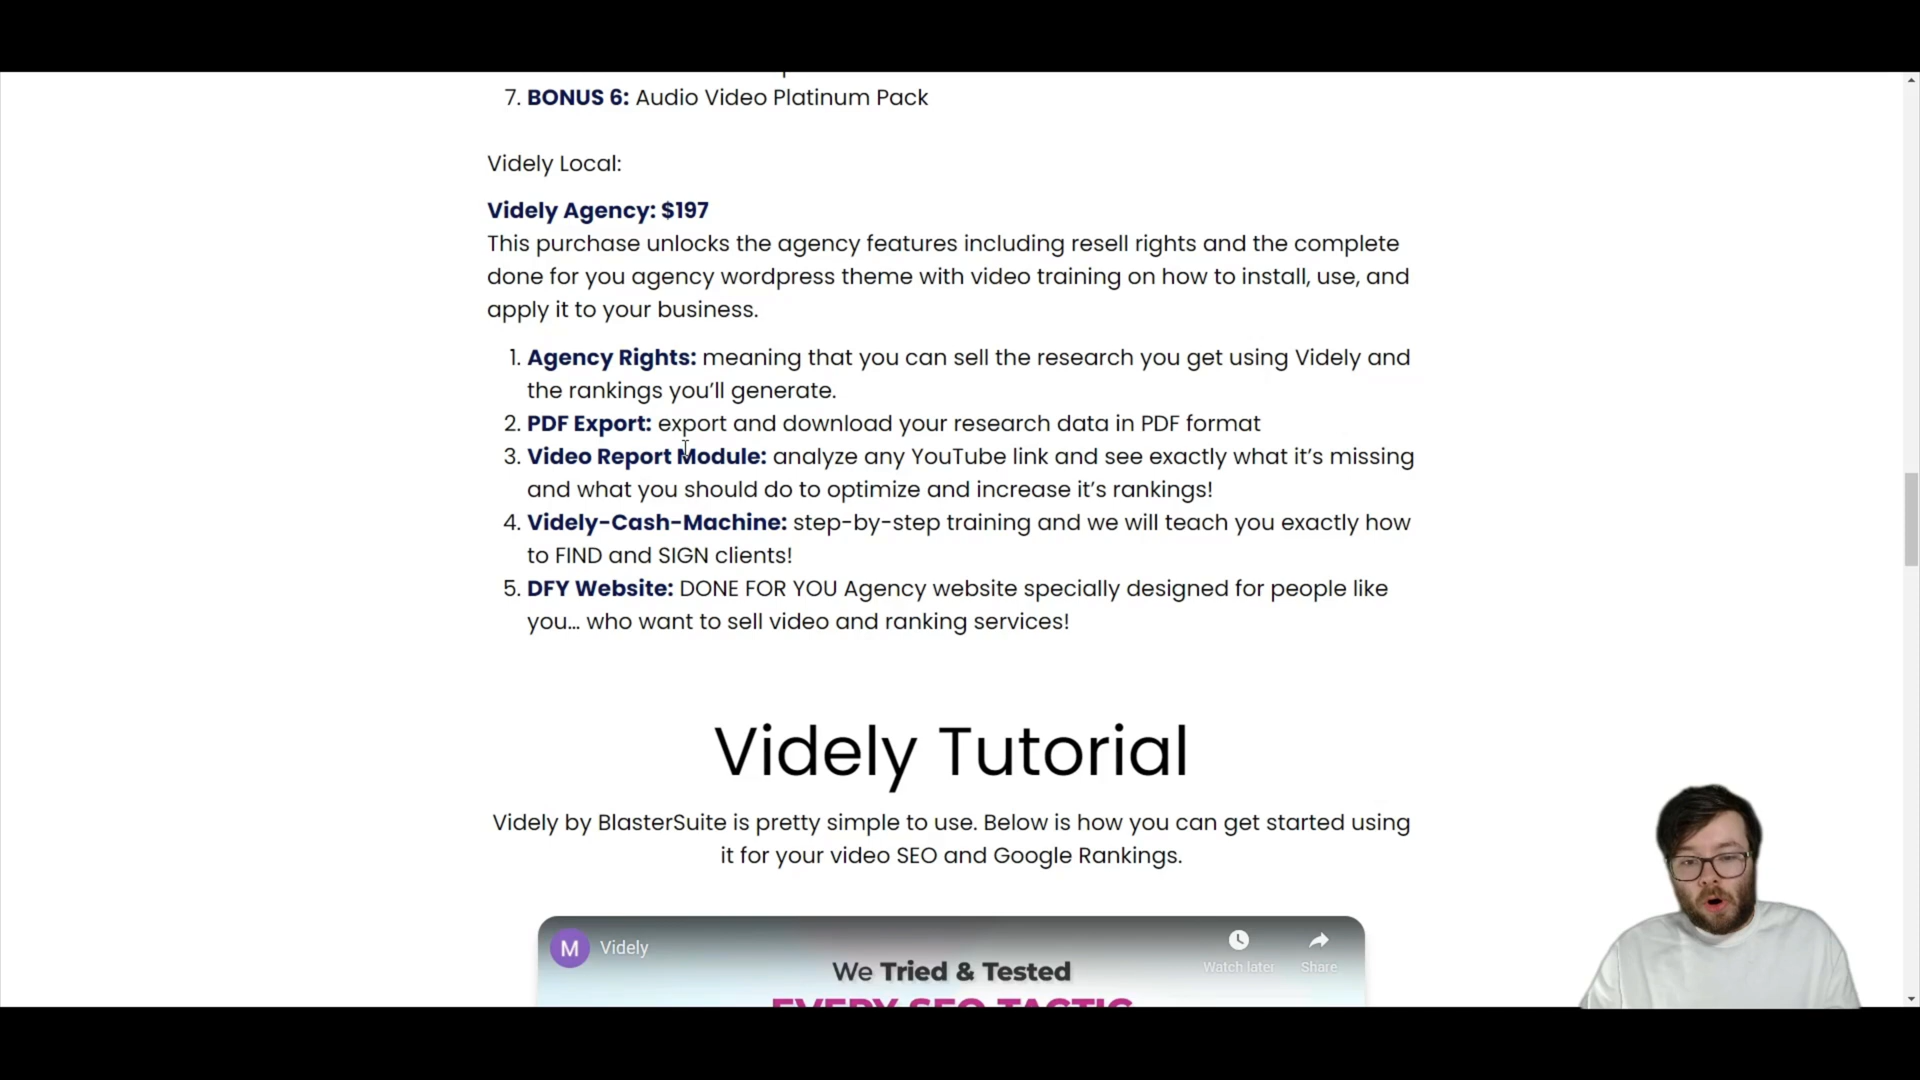 7. BONUS 6: Audio Video Platinum Pack
Videly Local:
Videly Agency: $197
This purchase unlocks the agency features including resell rights and the complete
done for you agency wordpress theme with video training on how to install, use, and
apply it to your business.
1. Agency Rights: meaning that you can sell the research you get using Videly and
the rankings you’ll generate.
2. PDF Export: export and download your research data in PDF format
3. Video Report Module: analyze any YouTube link and see exactly what it’s missing
and what you should do to optimize and increase it’s rankings!
4. Videly-Cash-Machine: step-by-step training and we will teach you exactly how
to FIND and SIGN clients!
5. DFY Website: DONE FOR YOU Agency website specially designed for people like
you… who want to sell video and ranking services!
Videly Tutorial
Videly by BlasterSuite is pretty simple to use. Below is how you can get started using
it for your video SEO and Google Rankings.
M Videly
Watch later Share
We Tried & Tested
EVERY SEO TACTIC